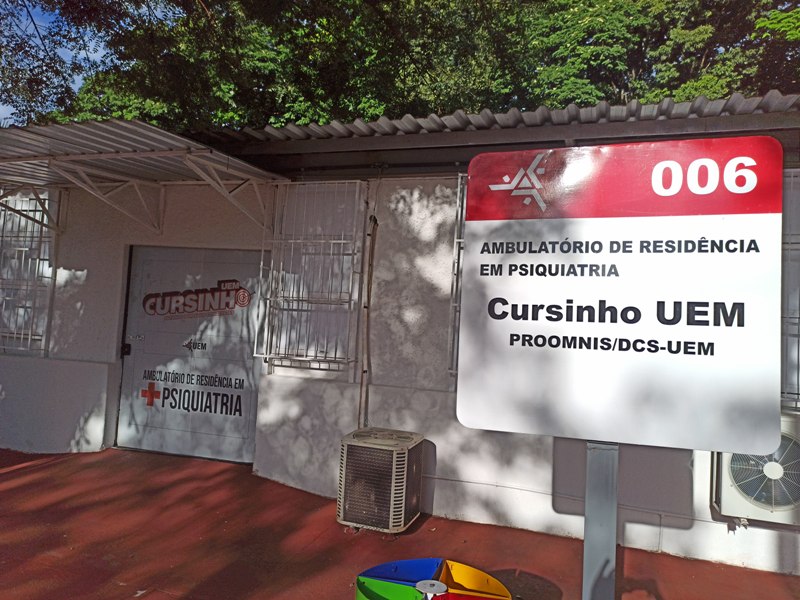 006
AMBULATÓRIO DE RESIDÊNCIA
EM PSIQUIATRIA
Cursinho UEM
PROOMNIS/DCS-UEM
UEM
CURSINHO
UEM
AMBULATÓRIO DE RESIDÊNCIA EM
PSIQUIATRIA